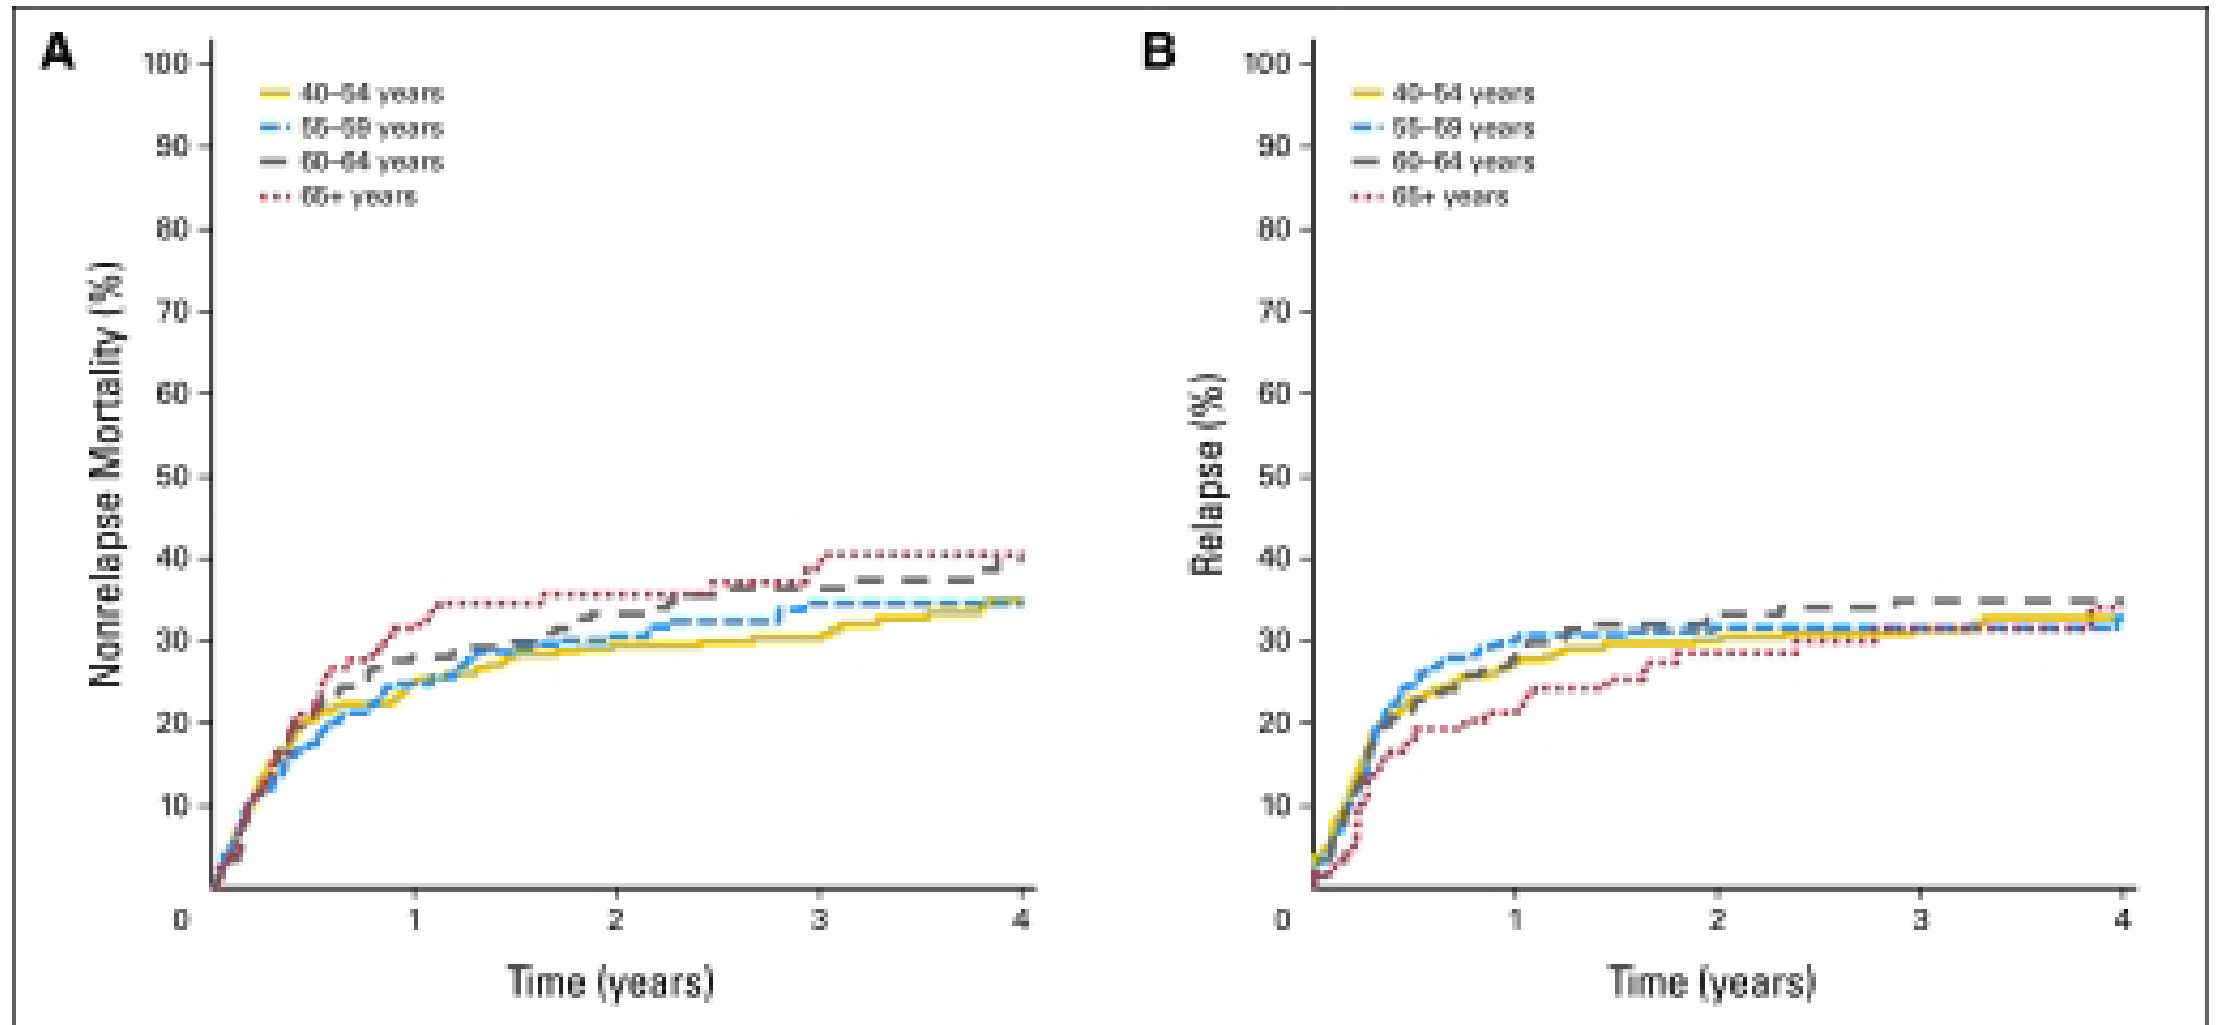 A
100
90
80
70
60
50
40
30
20
10
0
1
2
3
4
40–54 years
55–59 years
60–64 years
65+ years
Nonrelapse Mortality (%)
Time (years)
B
100
90
80
70
60
50
40
30
20
10
0
1
2
3
4
40–54 years
55–59 years
60–64 years
65+ years
Relapse (%)
Time (years)